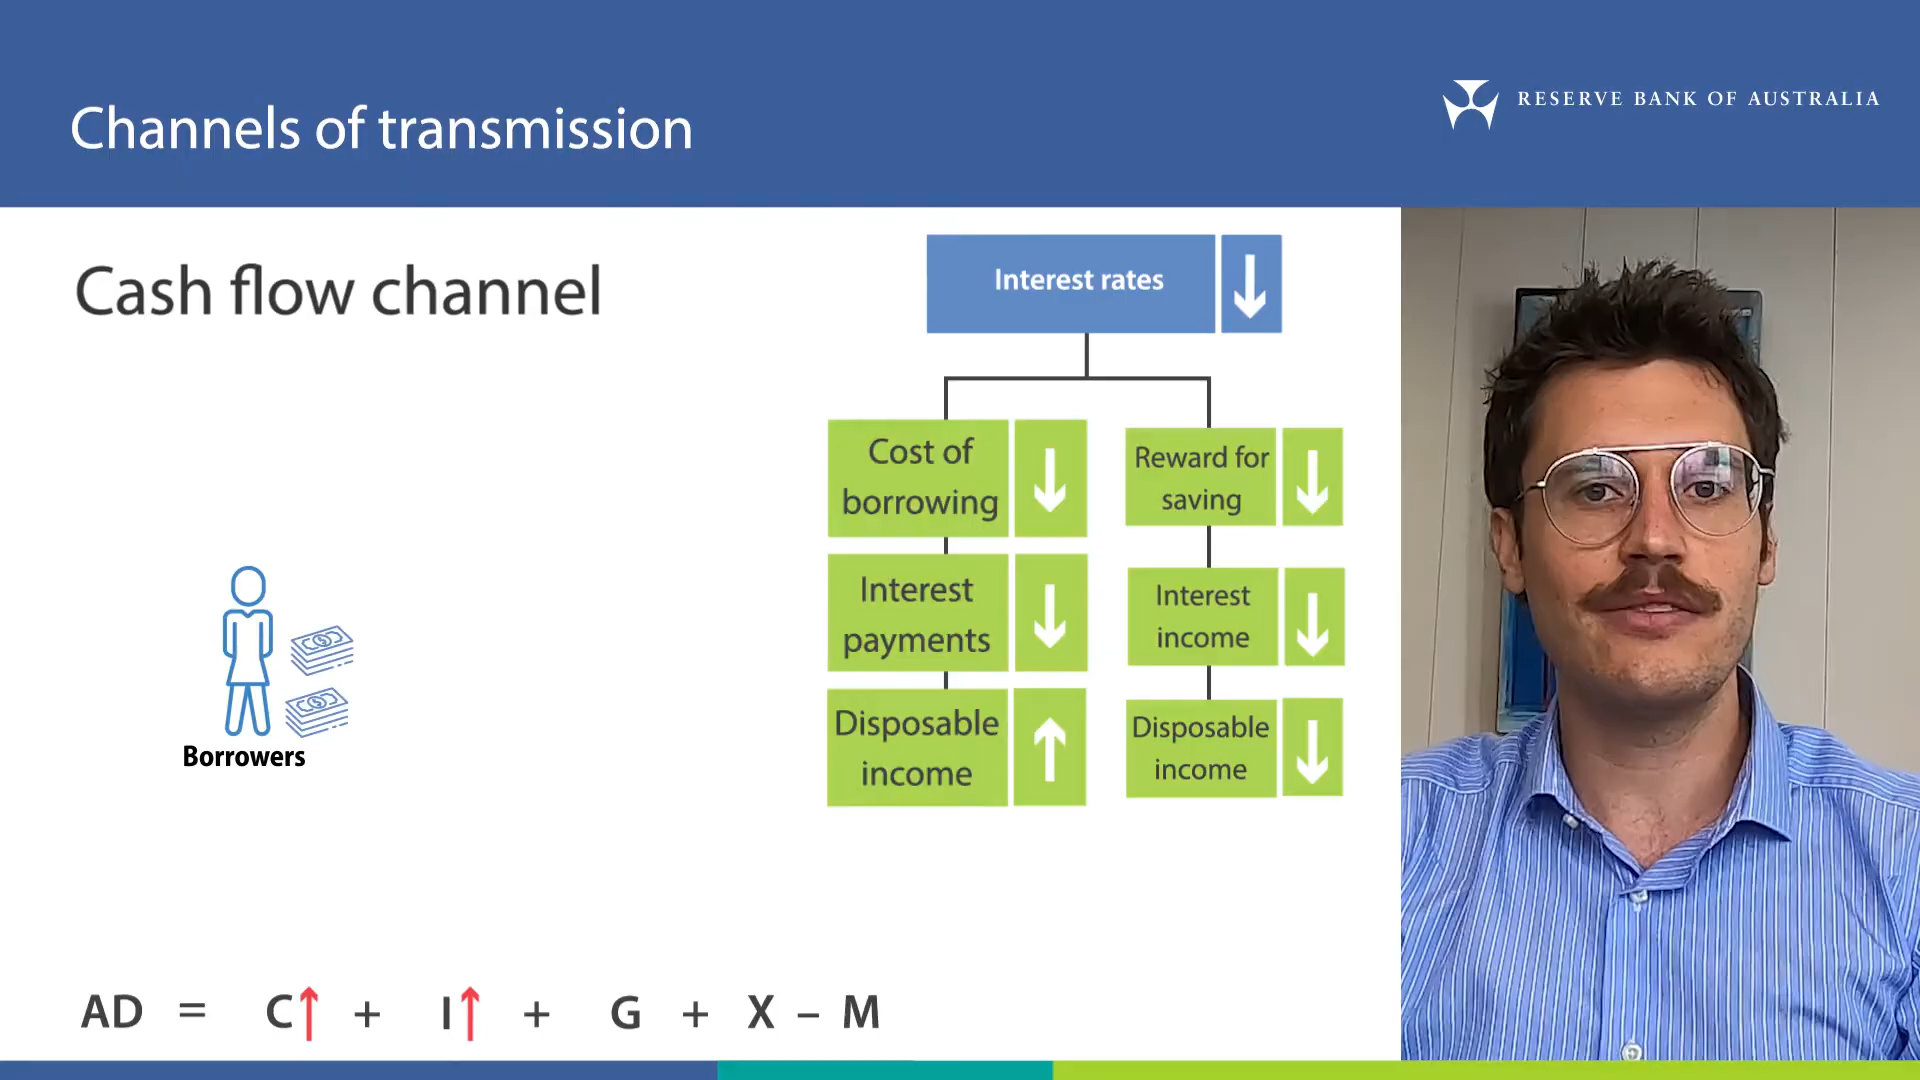 Channels of transmission
RESERVE BANK OF AUSTRALIA
Cash flow channel
Interest rates
Cost of
borrowing
Interest
payments
Disposable
income
Reward for
saving
Interest
income
Disposable
income
Borrowers
AD = C↑ + I↑ + G + X – M